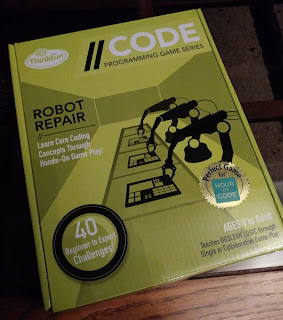 ThinkFun
// CODE
PROGRAMMING GAME SERIES
ROBOT
REPAIR
Learn Core Coding
Concepts Through
Hands-On Game Play!
Perfect Game
for
HOUR
OF
CODE
40
Beginner to Expert
Challenges
AGES 8 to Adult
Teaches BOOLEAN LOGIC through
Single or Collaborative Game Play